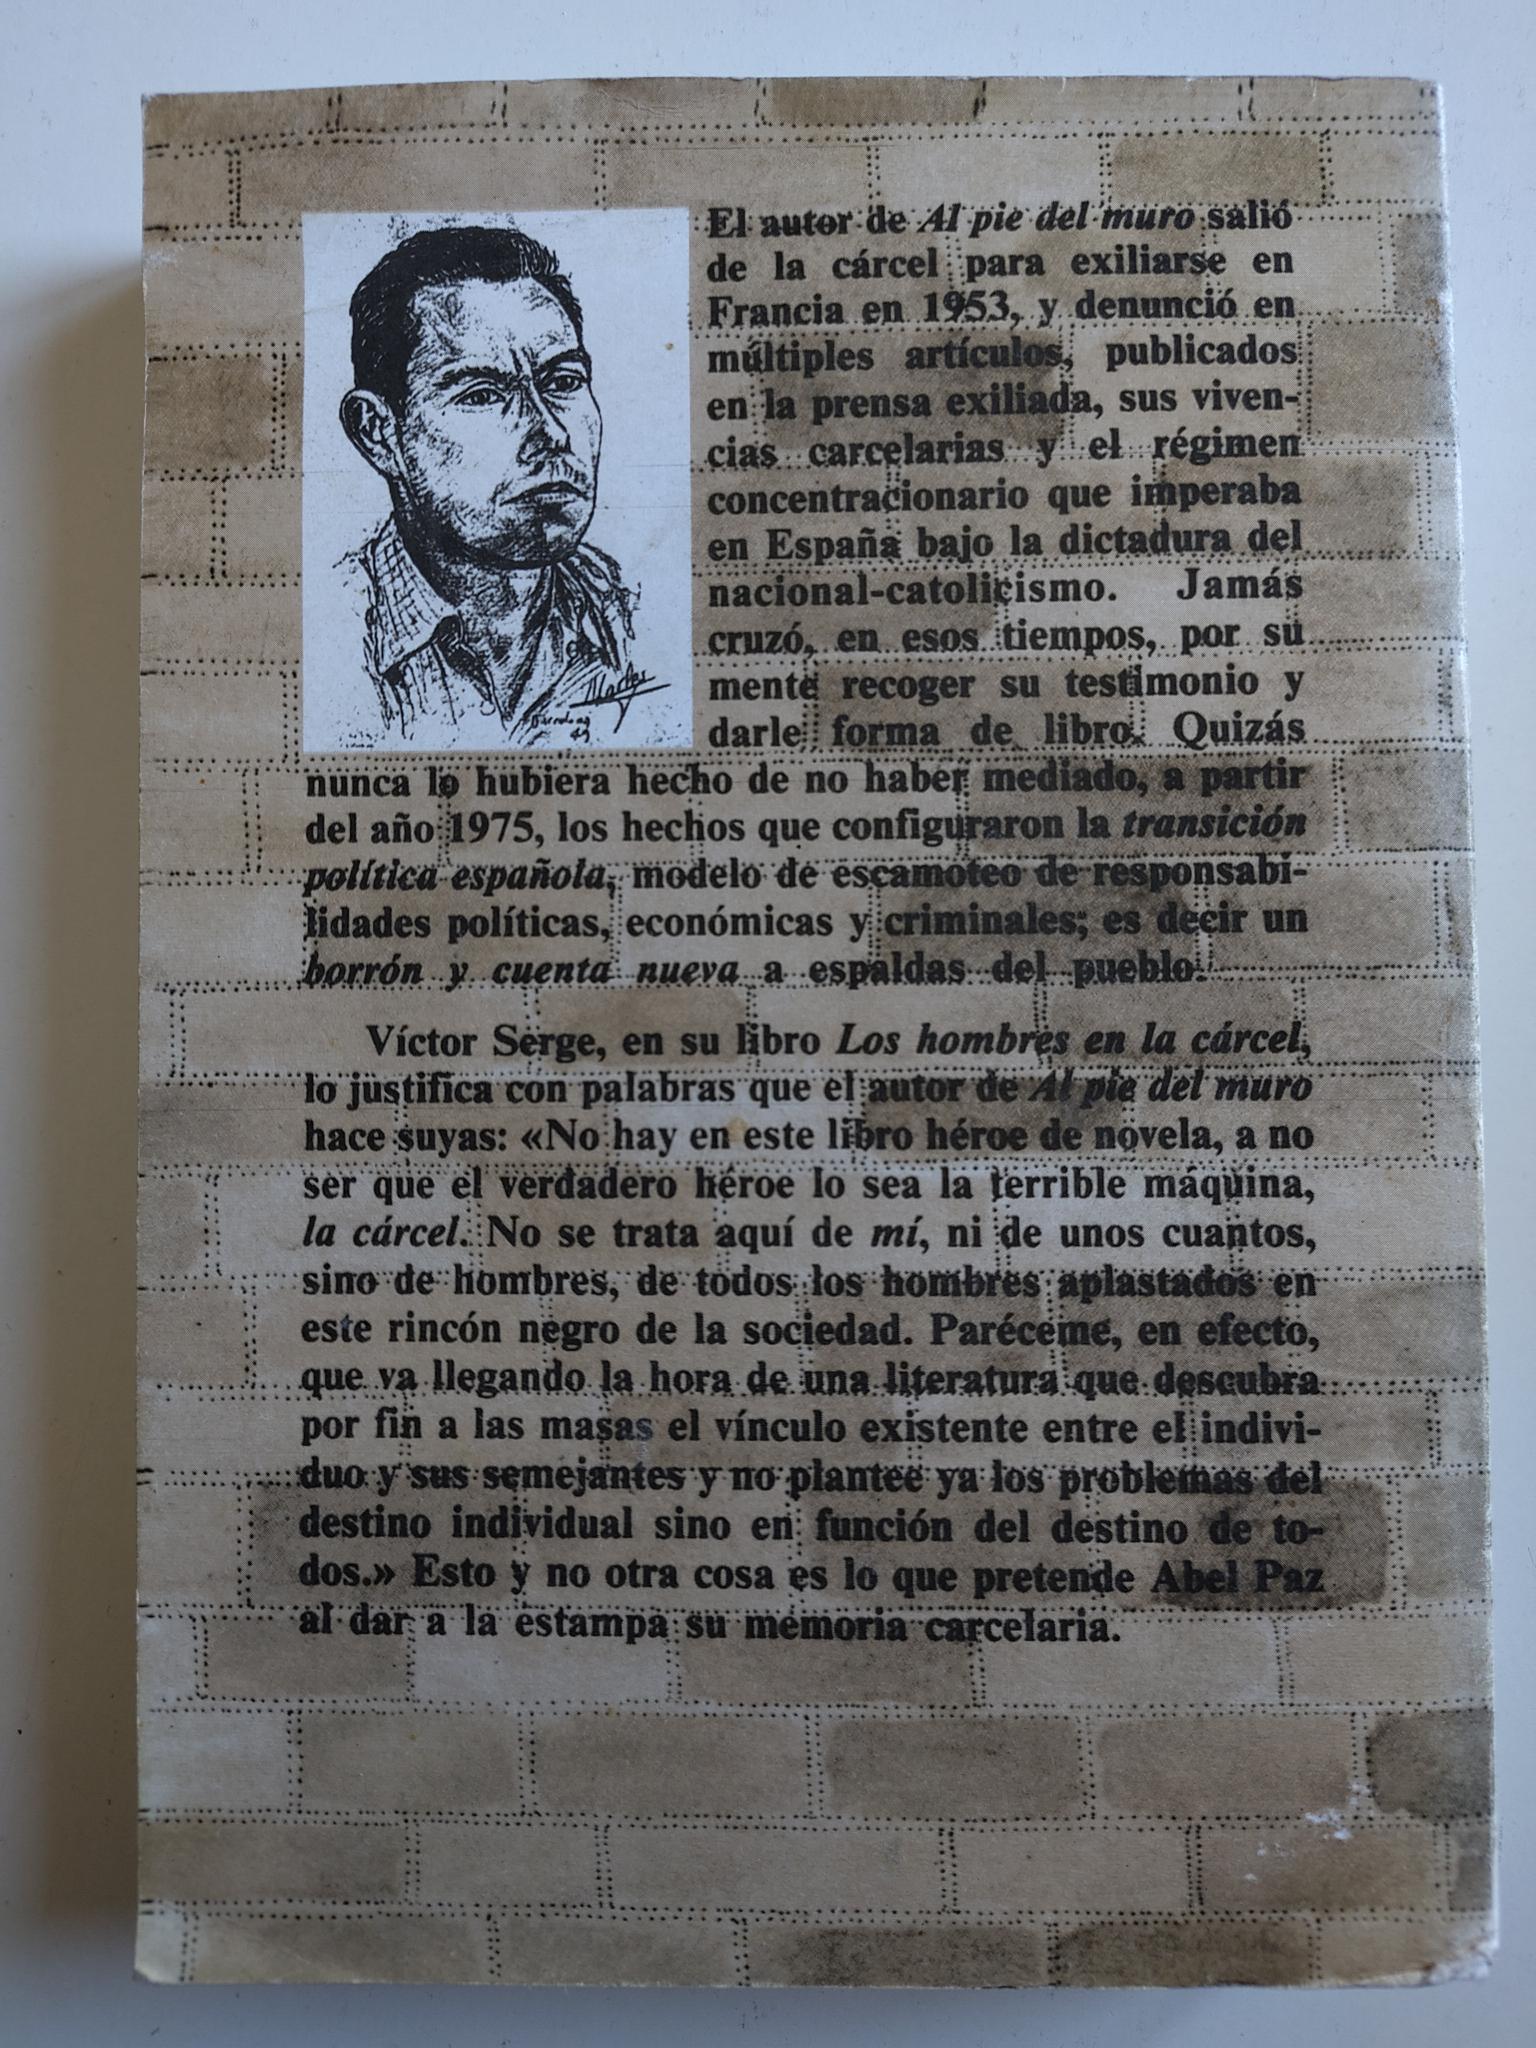 El autor de Al pie del muro salió
de la cárcel para exiliarse en
Francia en 1953, y denunció en
múltiples artículos, publicados
en la prensa exiliada, sus viven-
cias carcelarias y el régimen
concentracionario que imperaba
en España bajo la dictadura del
nacional-catolicismo. Jamás
cruzó, en esos tiempos, por su
mente recoger su testimonio y
darle forma de libro. Quizás
nunca lo hubiera hecho de no haber mediado, a partir
del año 1975, los hechos que configuraron la transición
política española, modelo de escamoteo de responsabi-
lidades políticas, económicas y criminales; es decir un
borrón y cuenta nueva a espaldas del pueblo.
Víctor Serge, en su libro Los hombres en la cárcel,
lo justifica con palabras que el autor de Al pie del muro
hace suyas: «No hay en este libro héroe de novela, a no
ser que el verdadero héroe lo sea la terrible máquina,
la cárcel. No se trata aquí de mí, ni de unos cuantos,
sino de hombres, de todos los hombres aplastados en
este rincón negro de la sociedad. Paréceme, en efecto,
que va llegando la hora de una literatura que descubra
por fin a las masas el vínculo existente entre el indivi-
duo y sus semejantes y no plantee ya los problemas del
destino individual sino en función del destino de to-
dos.» Esto y no otra cosa es lo que pretende Abel Paz
al dar a la estampa su memoria carcelaria.